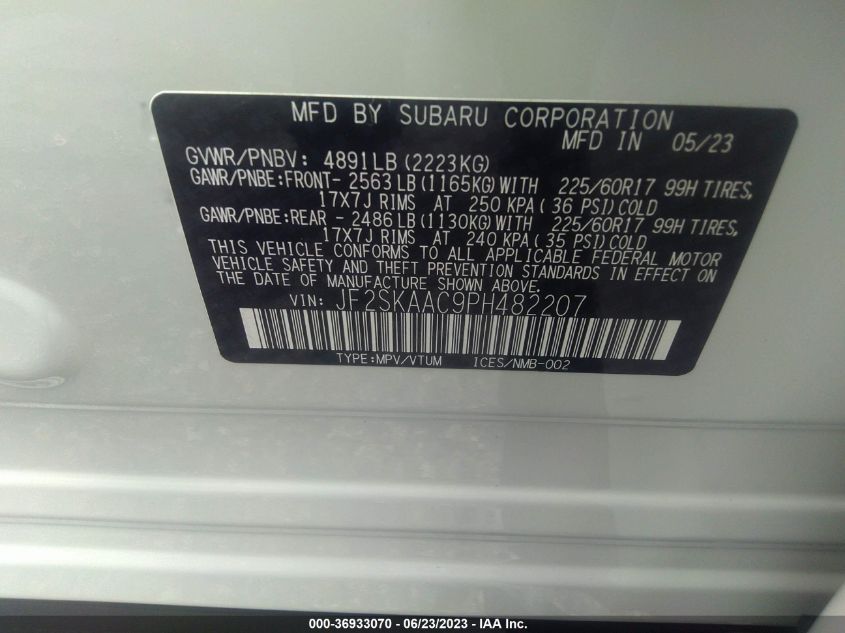 MFD BY SUBARU CORPORATION
MFD IN 05/23
GVWR/PNBV: 4891LB (2223KG)
GAWR/PNBE:FRONT- 2563 LB (1165KG) WITH 225/60R17 99H TIRES,
17X7J RIMS AT 250 KPA ( 36 PSI) COLD
GAWR/PNBE:REAR - 2486 LB (1130KG) WITH 225/60R17 99H TIRES,
17X7J RIMS AT 240 KPA ( 35 PSI) COLD
THIS VEHICLE CONFORMS TO ALL APPLICABLE FEDERAL MOTOR
VEHICLE SAFETY AND THEFT PREVENTION STANDARDS IN EFFECT ON
THE DATE OF MANUFACTURE SHOWN ABOVE.
VIN: JF2SKAAC9PH482207
TYPE:MPV/VTUM ICES/NMB-002
000-36933070 - 06/23/2023 - IAA Inc.